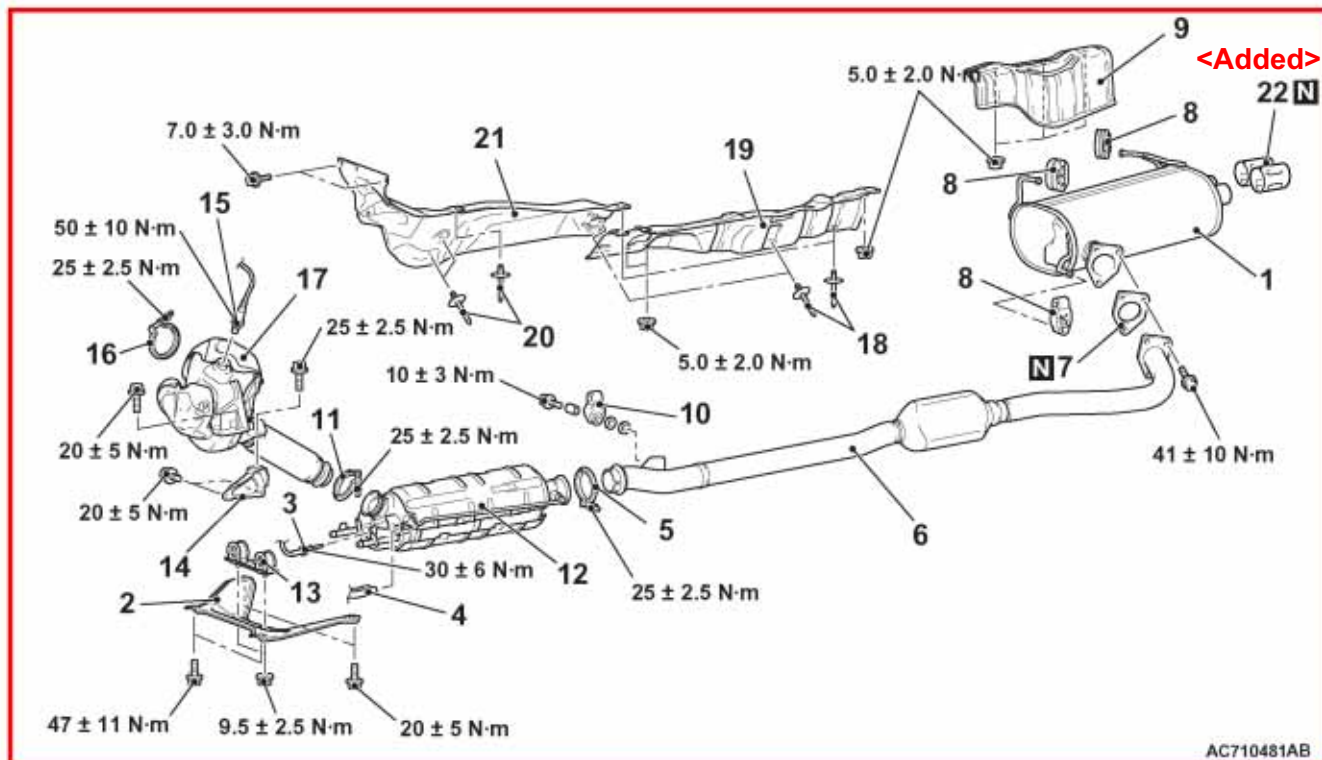 9
<Added>
5.0 ± 2.0 N·m
22 N
7.0 ± 3.0 N·m
21
19
8
8
15
50 ± 10 N·m
25 ± 2.5 N·m
17
16
25 ± 2.5 N·m
20
18
8
1
5.0 ± 2.0 N·m
N 7
10 ± 3 N·m
10
11
25 ± 2.5 N·m
20 ± 5 N·m
41 ± 10 N·m
20 ± 5 N·m
3
5
6
14
13
30 ± 6 N·m
12
25 ± 2.5 N·m
2
4
47 ± 11 N·m
9.5 ± 2.5 N·m
20 ± 5 N·m
AC710481AB